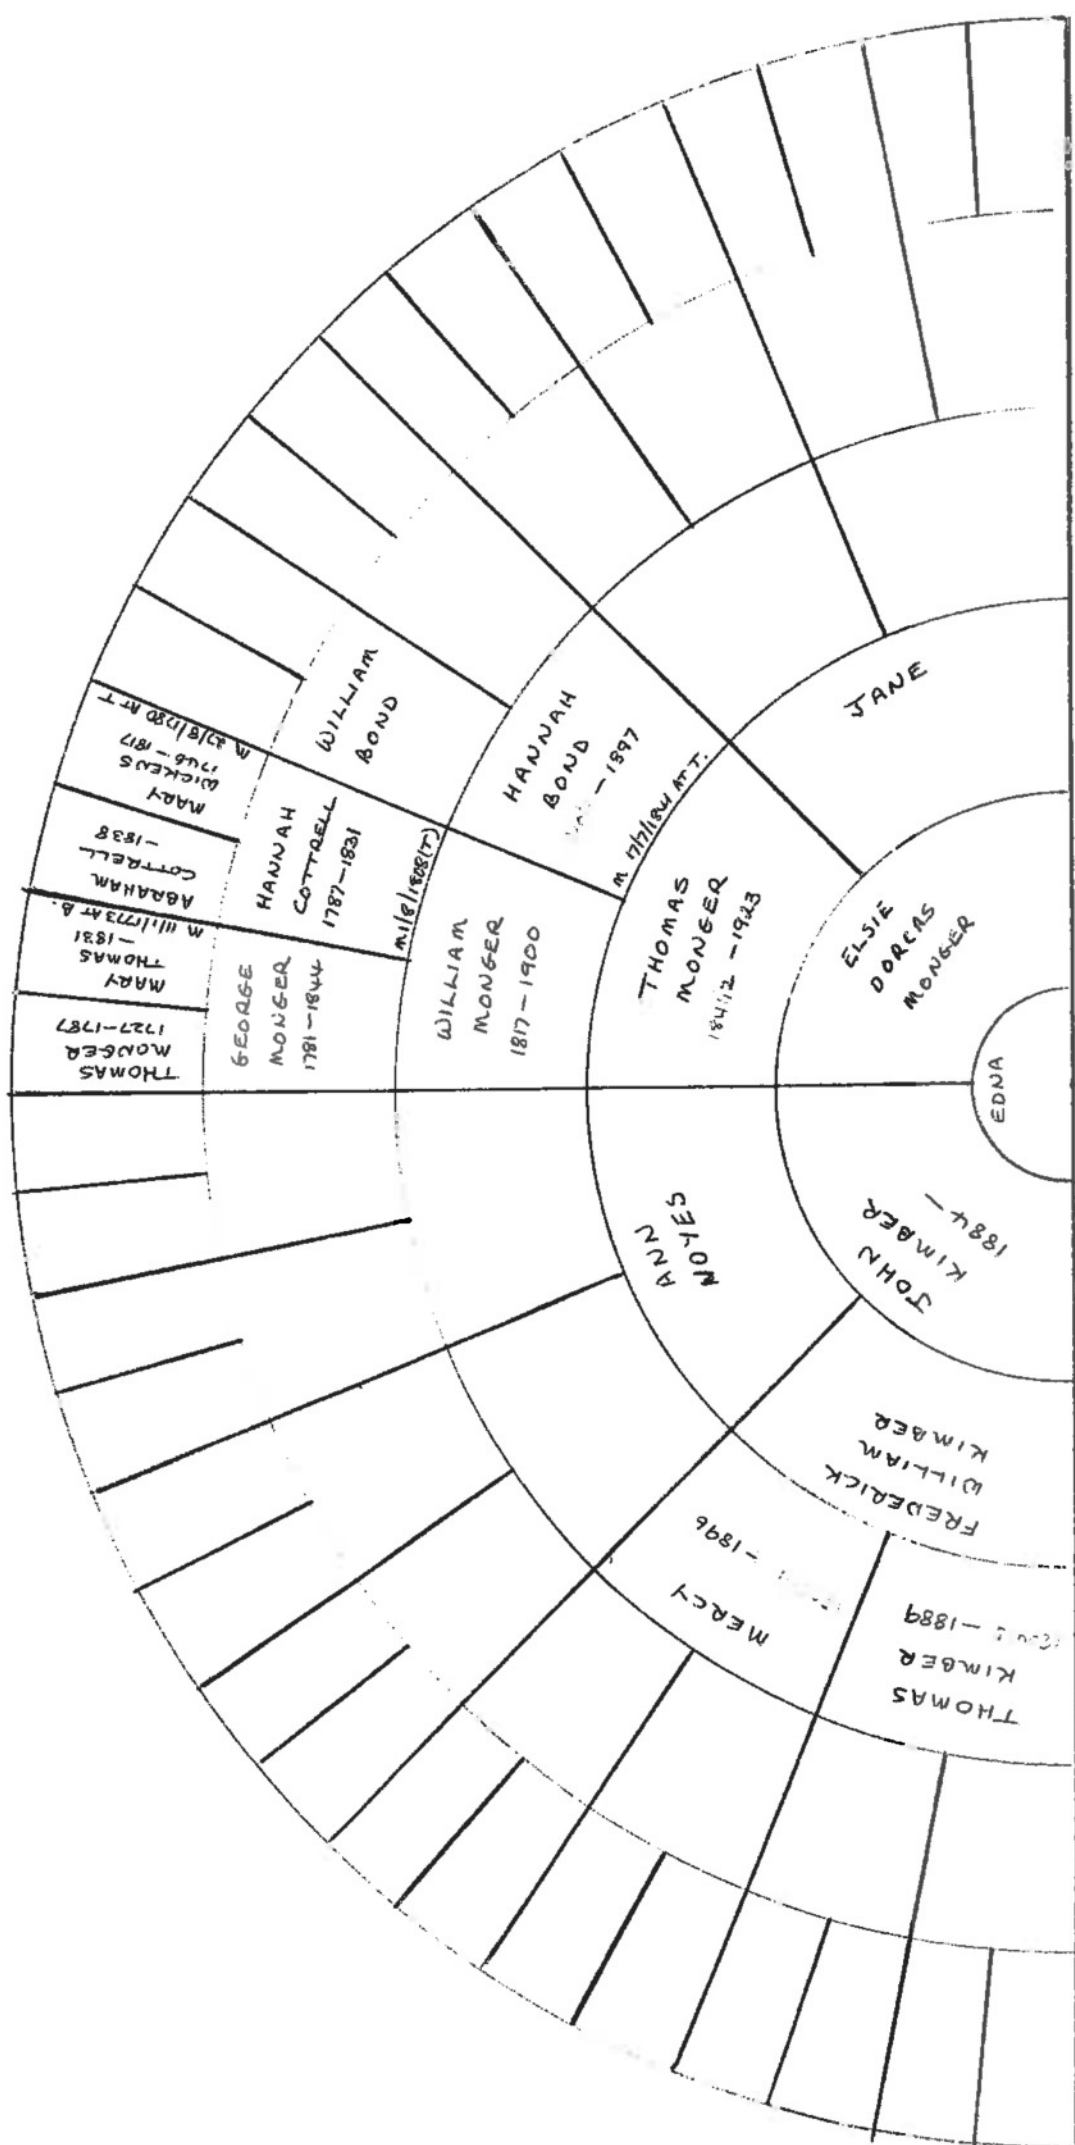 EDNA
ELSIE
DORCAS
MONGER
JOHN
KIMBER
1884 –
JANE
THOMAS
MONGER
– 1923
M 17/7/1841 AT T.
ANN
NOYES
FREDERICK
WILLIAM
KIMBER
HANNAH
BOND
– 1897
WILLIAM
MONGER
1817 – 1900
M 1/8/1808 (T)
MERCY
– 1896
THOMAS
KIMBER
– 1889
WILLIAM
BOND
HANNAH
COTTRELL
1787 – 1831
GEORGE
MONGER
1781 – 1844
M 27/8/1780 AT T
MARY
WICKENS
1746 – 1817
ABRAHAM
COTTRELL
– 1838
M 11/1/1773 AT B.
MARY
THOMAS
– 1831
THOMAS
MONGER
1727 – 1787